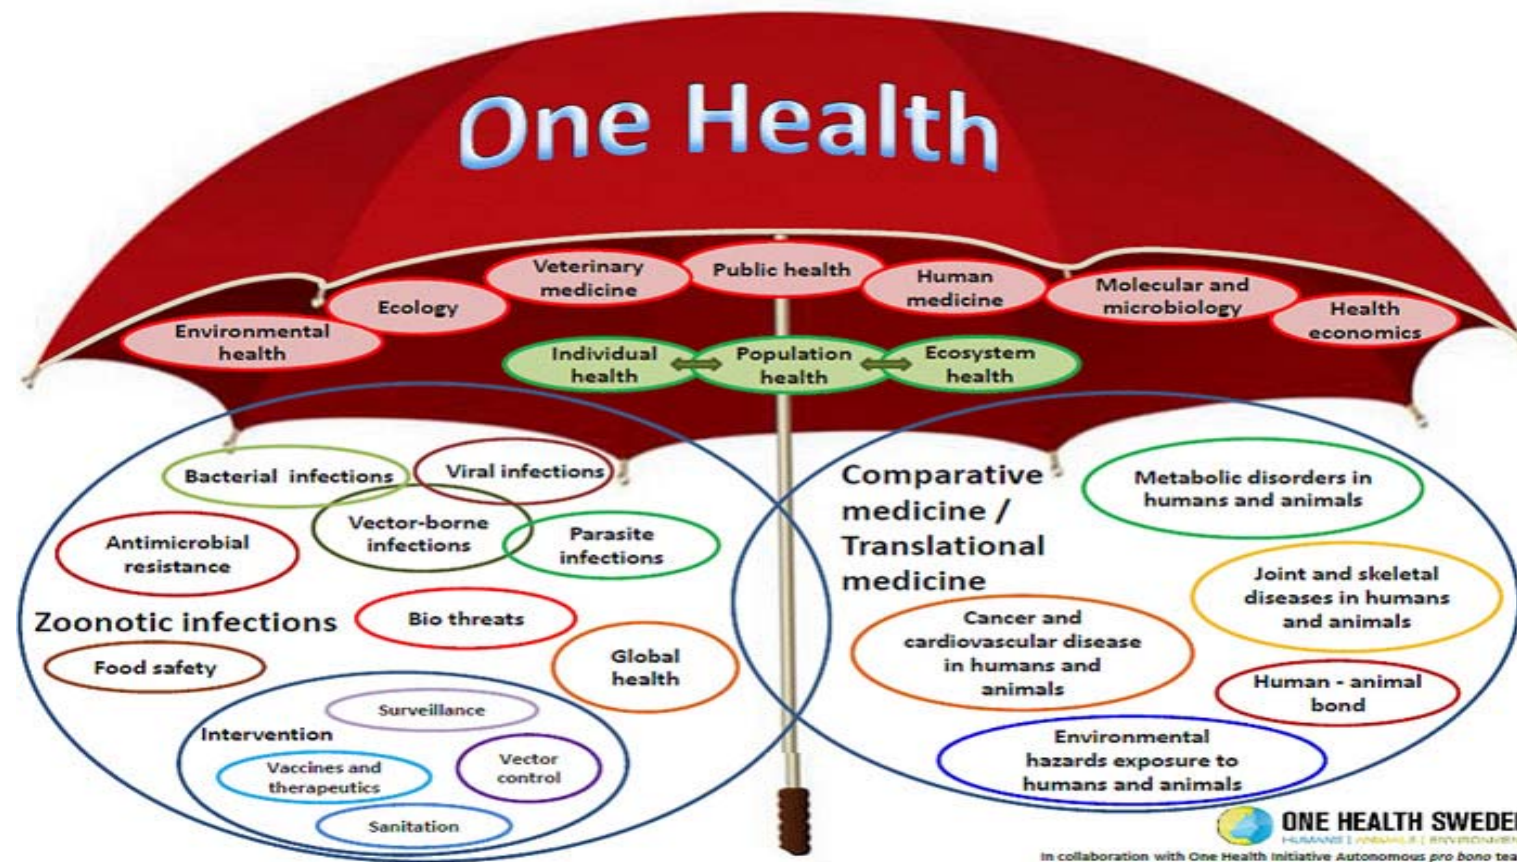 One Health
Environmental
health
Ecology
Veterinary
medicine
Public health
Human
medicine
Molecular and
microbiology
Health
economics
Individual
health
Population
health
Ecosystem
health
Bacterial infections
Viral infections
Vector-borne
infections
Parasite
infections
Antimicrobial
resistance
Zoonotic infections
Bio threats
Food safety
Global
health
Surveillance
Intervention
Vaccines and
therapeutics
Vector
control
Sanitation
Comparative
medicine /
Translational
medicine
Metabolic disorders in
humans and animals
Joint and skeletal
diseases in humans
and animals
Cancer and
cardiovascular disease
in humans and
animals
Human - animal
bond
Environmental
hazards exposure to
humans and animals
ONE HEALTH SWEDEN
HUMANS | ANIMALS | ENVIRONMENT
In collaboration with One Health Initiative Autonomous pro bono tea